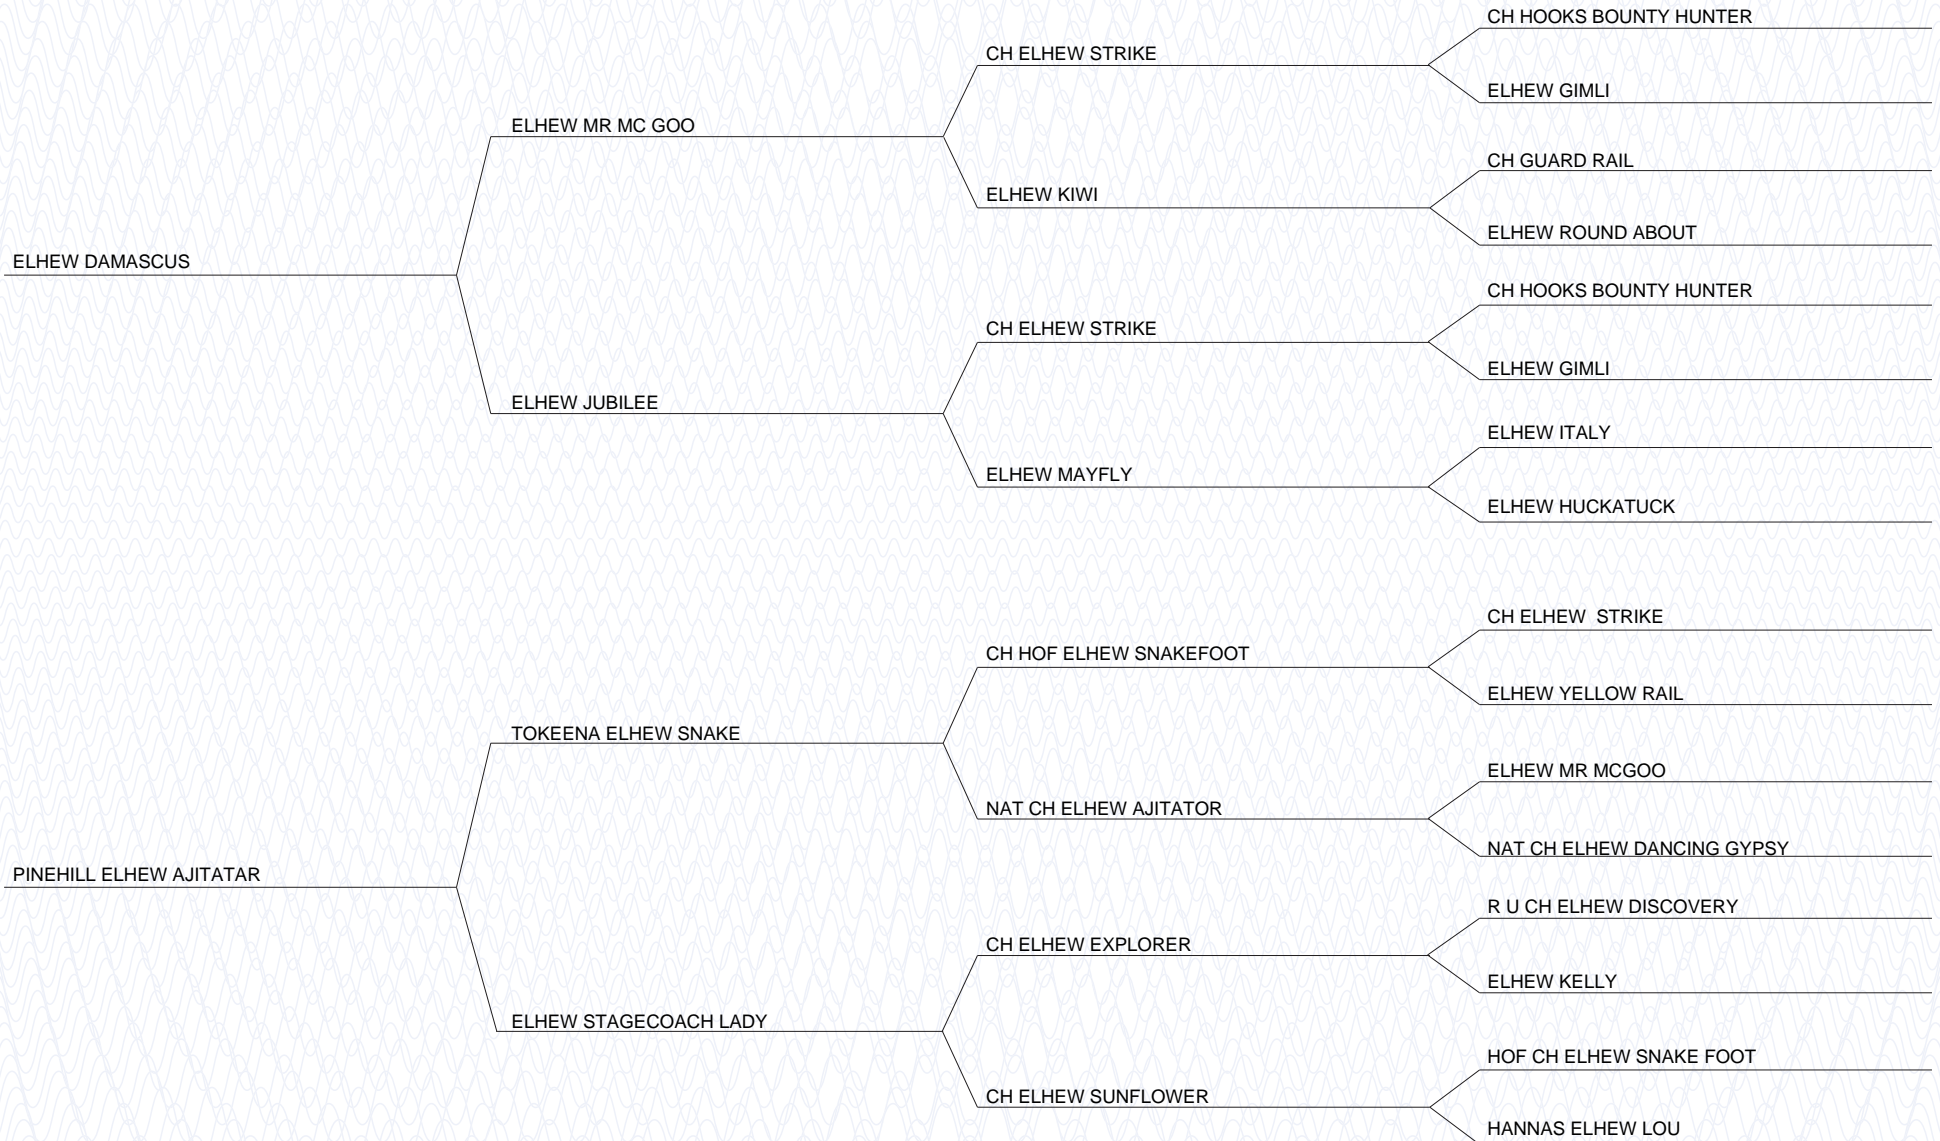 CH HOOKS BOUNTY HUNTER
CH ELHEW STRIKE
ELHEW GIMLI
ELHEW MR MC GOO
CH GUARD RAIL
ELHEW KIWI
ELHEW ROUND ABOUT
ELHEW DAMASCUS
CH HOOKS BOUNTY HUNTER
CH ELHEW STRIKE
ELHEW GIMLI
ELHEW JUBILEE
ELHEW ITALY
ELHEW MAYFLY
ELHEW HUCKATUCK
CH ELHEW  STRIKE
CH HOF ELHEW SNAKEFOOT
ELHEW YELLOW RAIL
TOKEENA ELHEW SNAKE
ELHEW MR MCGOO
NAT CH ELHEW AJITATOR
NAT CH ELHEW DANCING GYPSY
PINEHILL ELHEW AJITATAR
R U CH ELHEW DISCOVERY
CH ELHEW EXPLORER
ELHEW KELLY
ELHEW STAGECOACH LADY
HOF CH ELHEW SNAKE FOOT
CH ELHEW SUNFLOWER
HANNAS ELHEW LOU